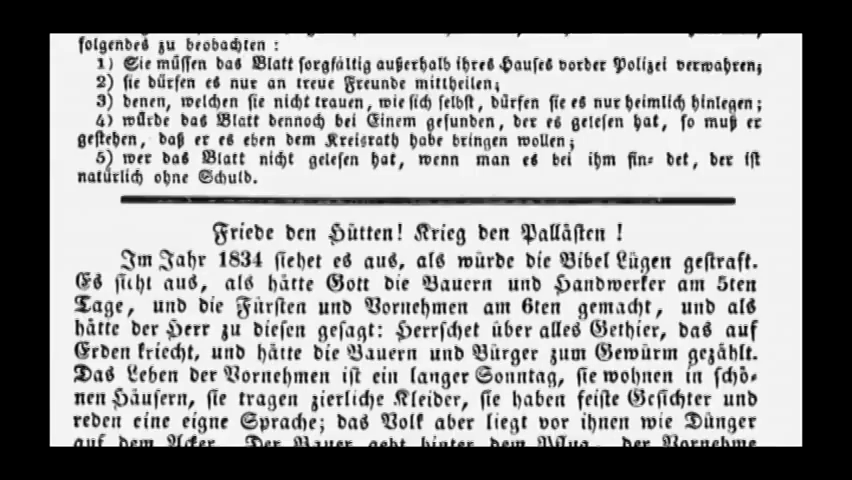 folgendes zu beobachten :
1) Sie müssen das Blatt sorgfältig außerhalb ihres Hauses vorder Polizei verwahren;
2) sie dürfen es nur an treue Freunde mittheilen;
3) denen, welchen sie nicht trauen, wie sich selbst, dürfen sie es nur heimlich hinlegen;
4) würde das Blatt dennoch bei Einem gefunden, der es gelesen hat, so muß er
gestehen, daß er es eben dem Kreisrath habe bringen wollen;
5) wer das Blatt nicht gelesen hat, wenn man es bei ihm fin= det, der ist
natürlich ohne Schuld.
Friede den Hütten! Krieg den Pallästen !
Im Jahr 1834 siehet es aus, als würde die Bibel Lügen gestraft.
Es sieht aus, als hätte Gott die Bauern und Handwerker am 5ten
Tage, und die Fürsten und Vornehmen am 6ten gemacht, und als
hätte der Herr zu diesen gesagt: Herrschet über alles Gethier, das auf
Erden kriecht, und hätte die Bauern und Bürger zum Gewürm gezählt.
Das Leben der Vornehmen ist ein langer Sonntag, sie wohnen in schö=
nen Häusern, sie tragen zierliche Kleider, sie haben feiste Gesichter und
reden eine eigne Sprache; das Volk aber liegt vor ihnen wie Dünger
auf dem Acker. Der Bauer geht hinter dem Pflug, der Vornehme